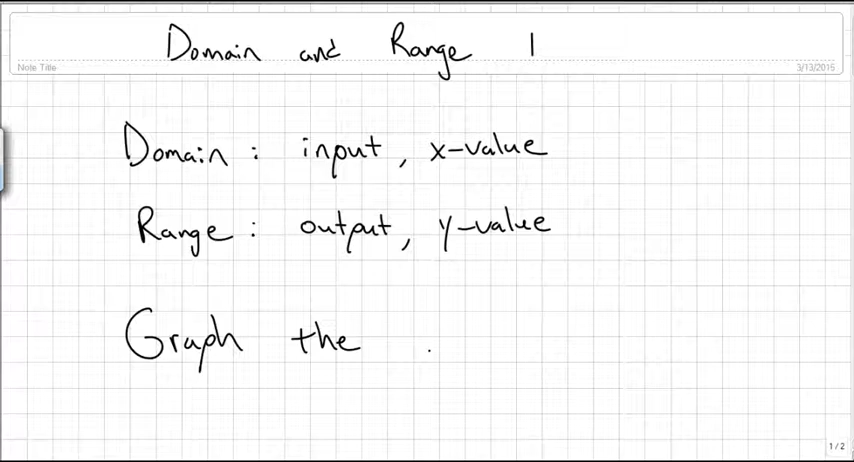 Domain and Range 1
Note Title
3/13/2015
Domain : input, x-value
Range : output, y-value
Graph the
1 / 2